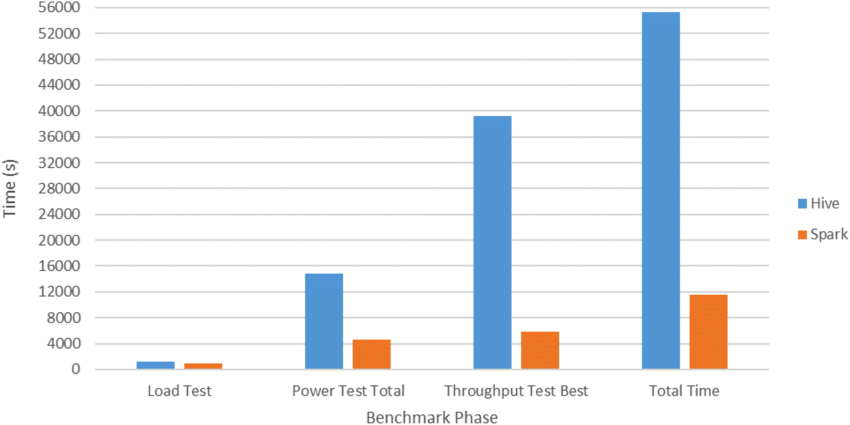 56000
52000
48000
44000
40000
36000
32000
28000
24000
20000
16000
12000
8000
4000
0
Time (s)
Load Test
Power Test Total
Throughput Test Best
Total Time
Benchmark Phase
Hive
Spark